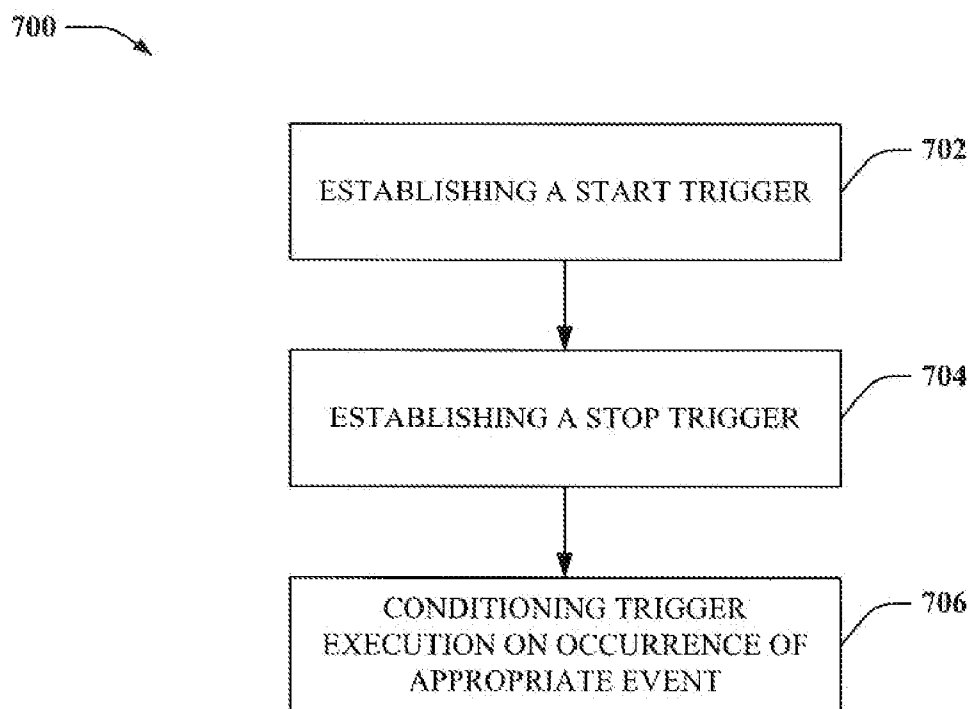 700
702
ESTABLISHING A START TRIGGER
704
ESTABLISHING A STOP TRIGGER
706
CONDITIONING TRIGGER
EXECUTION ON OCCURRENCE OF
APPROPRIATE EVENT